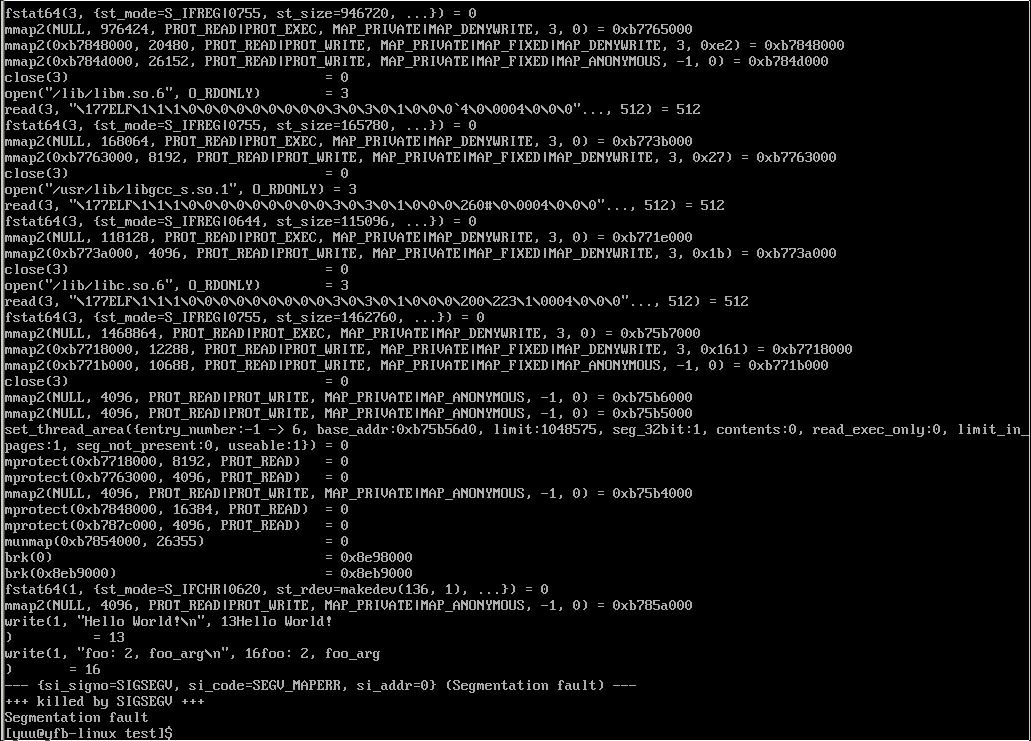 fstat64(3, {st_mode=S_IFREG|0755, st_size=946720, ...}) = 0
mmap2(NULL, 976424, PROT_READ|PROT_EXEC, MAP_PRIVATE|MAP_DENYWRITE, 3, 0) = 0xb7765000
mmap2(0xb7848000, 20480, PROT_READ|PROT_WRITE, MAP_PRIVATE|MAP_FIXED|MAP_DENYWRITE, 3, 0xe2) = 0xb7848000
mmap2(0xb784d000, 26152, PROT_READ|PROT_WRITE, MAP_PRIVATE|MAP_FIXED|MAP_ANONYMOUS, -1, 0) = 0xb784d000
close(3)                                = 0
open("/lib/libm.so.6", O_RDONLY)        = 3
read(3, "\177ELF\1\1\1\0\0\0\0\0\0\0\0\0\3\0\3\0\1\0\0\0`4\0\0004\0\0\0"..., 512) = 512
fstat64(3, {st_mode=S_IFREG|0755, st_size=165780, ...}) = 0
mmap2(NULL, 168064, PROT_READ|PROT_EXEC, MAP_PRIVATE|MAP_DENYWRITE, 3, 0) = 0xb773b000
mmap2(0xb7763000, 8192, PROT_READ|PROT_WRITE, MAP_PRIVATE|MAP_FIXED|MAP_DENYWRITE, 3, 0x27) = 0xb7763000
close(3)                                = 0
open("/usr/lib/libgcc_s.so.1", O_RDONLY) = 3
read(3, "\177ELF\1\1\1\0\0\0\0\0\0\0\0\0\3\0\3\0\1\0\0\0\260#\0\0004\0\0\0"..., 512) = 512
fstat64(3, {st_mode=S_IFREG|0644, st_size=115096, ...}) = 0
mmap2(NULL, 118128, PROT_READ|PROT_EXEC, MAP_PRIVATE|MAP_DENYWRITE, 3, 0) = 0xb771e000
mmap2(0xb773a000, 4096, PROT_READ|PROT_WRITE, MAP_PRIVATE|MAP_FIXED|MAP_DENYWRITE, 3, 0x1b) = 0xb773a000
close(3)                                = 0
open("/lib/libc.so.6", O_RDONLY)        = 3
read(3, "\177ELF\1\1\1\0\0\0\0\0\0\0\0\0\3\0\3\0\1\0\0\0\200\223\1\0004\0\0\0"..., 512) = 512
fstat64(3, {st_mode=S_IFREG|0755, st_size=1462760, ...}) = 0
mmap2(NULL, 1468864, PROT_READ|PROT_EXEC, MAP_PRIVATE|MAP_DENYWRITE, 3, 0) = 0xb75b7000
mmap2(0xb7718000, 12288, PROT_READ|PROT_WRITE, MAP_PRIVATE|MAP_FIXED|MAP_DENYWRITE, 3, 0x161) = 0xb7718000
mmap2(0xb771b000, 10688, PROT_READ|PROT_WRITE, MAP_PRIVATE|MAP_FIXED|MAP_ANONYMOUS, -1, 0) = 0xb771b000
close(3)                                = 0
mmap2(NULL, 4096, PROT_READ|PROT_WRITE, MAP_PRIVATE|MAP_ANONYMOUS, -1, 0) = 0xb75b6000
mmap2(NULL, 4096, PROT_READ|PROT_WRITE, MAP_PRIVATE|MAP_ANONYMOUS, -1, 0) = 0xb75b5000
set_thread_area({entry_number:-1 -> 6, base_addr:0xb75b56d0, limit:1048575, seg_32bit:1, contents:0, read_exec_only:0, limit_in_
pages:1, seg_not_present:0, useable:1}) = 0
mprotect(0xb7718000, 8192, PROT_READ)   = 0
mprotect(0xb7763000, 4096, PROT_READ)   = 0
mmap2(NULL, 4096, PROT_READ|PROT_WRITE, MAP_PRIVATE|MAP_ANONYMOUS, -1, 0) = 0xb75b4000
mprotect(0xb7848000, 16384, PROT_READ)  = 0
mprotect(0xb787c000, 4096, PROT_READ)   = 0
munmap(0xb7854000, 26355)               = 0
brk(0)                                  = 0x8e98000
brk(0x8eb9000)                          = 0x8eb9000
fstat64(1, {st_mode=S_IFCHR|0620, st_rdev=makedev(136, 1), ...}) = 0
mmap2(NULL, 4096, PROT_READ|PROT_WRITE, MAP_PRIVATE|MAP_ANONYMOUS, -1, 0) = 0xb785a000
write(1, "Hello World!\n", 13Hello World!
)          = 13
write(1, "foo: 2, foo_arg\n", 16foo: 2, foo_arg
)       = 16
--- {si_signo=SIGSEGV, si_code=SEGV_MAPERR, si_addr=0} (Segmentation fault) ---
+++ killed by SIGSEGV +++
Segmentation fault
[yuu@yfb-linux test]$